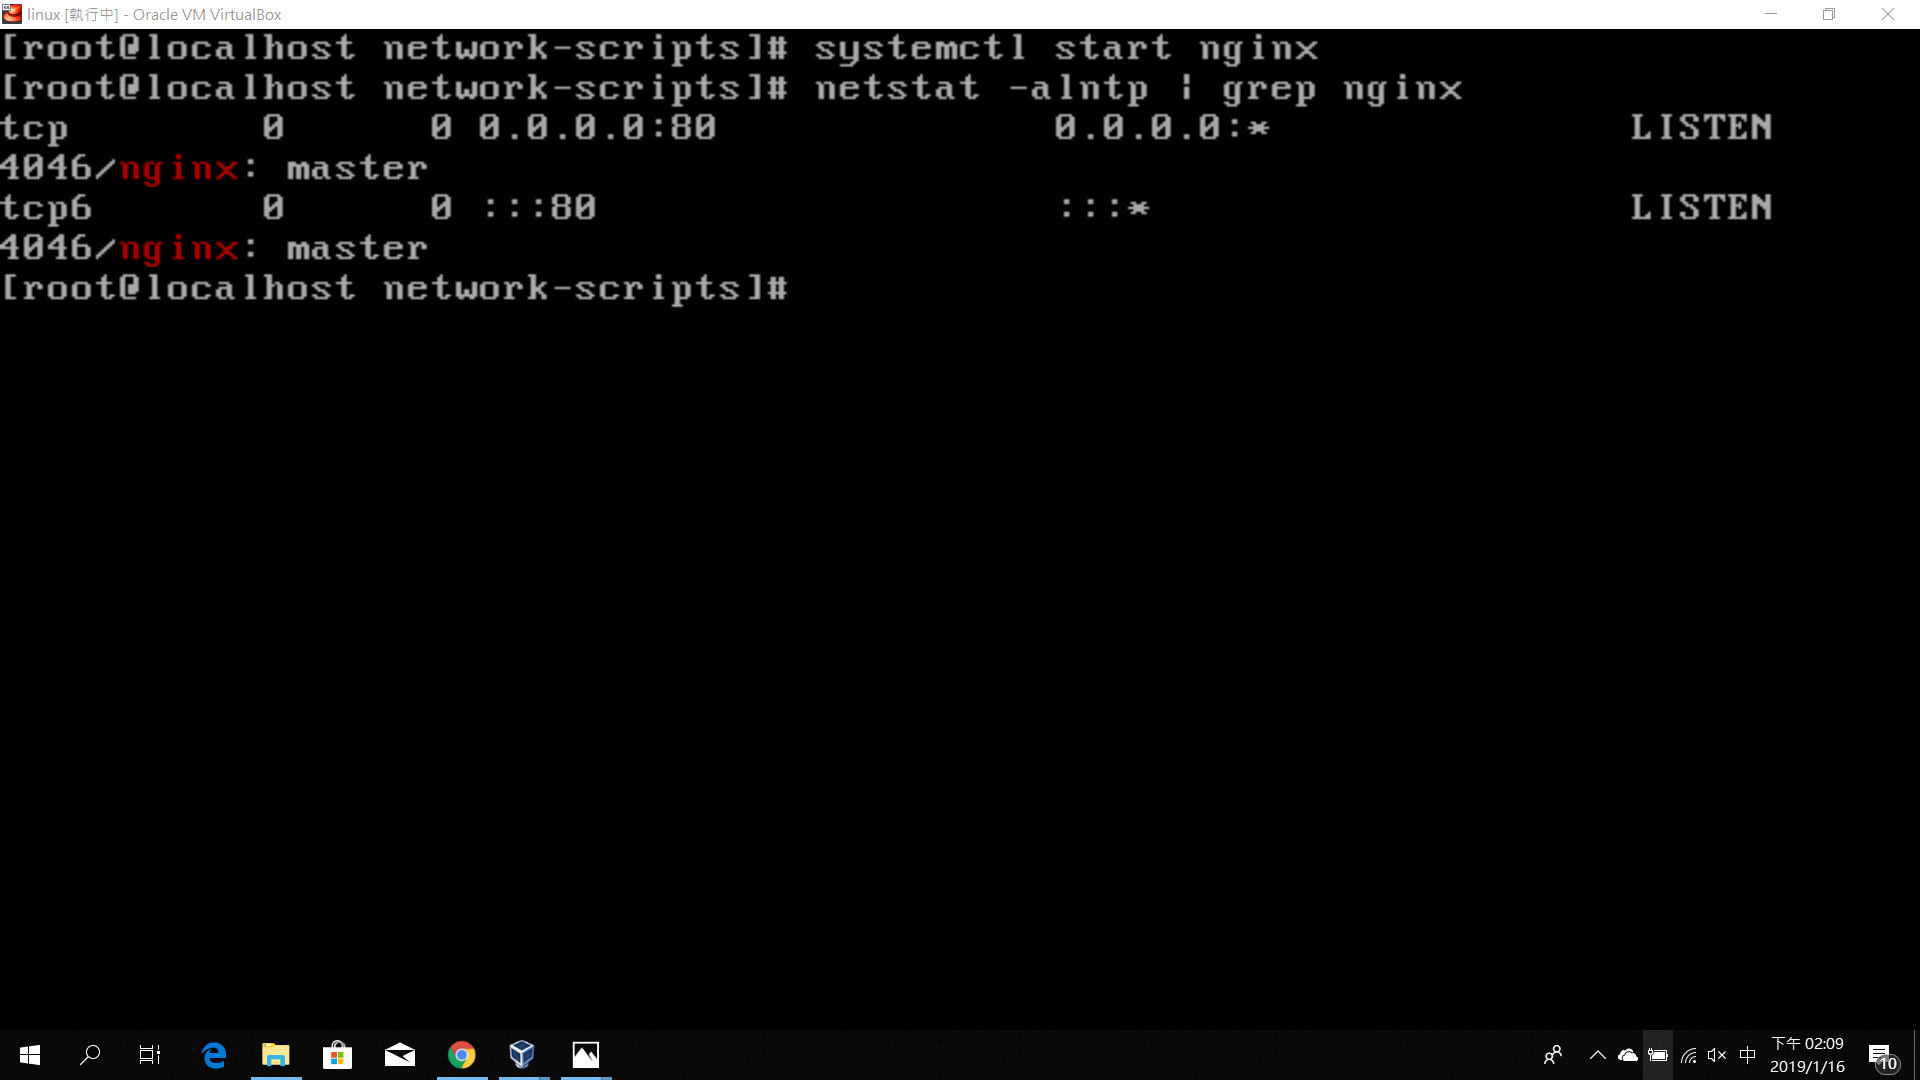 linux [執行中] - Oracle VM VirtualBox
[root@localhost network-scripts]# systemctl start nginx
[root@localhost network-scripts]# netstat -alntp | grep nginx
tcp        0      0 0.0.0.0:80              0.0.0.0:*               LISTEN
4046/nginx: master
tcp6       0      0 :::80                   :::*                    LISTEN
4046/nginx: master
[root@localhost network-scripts]#
中
下午 02:09
2019/1/16
10